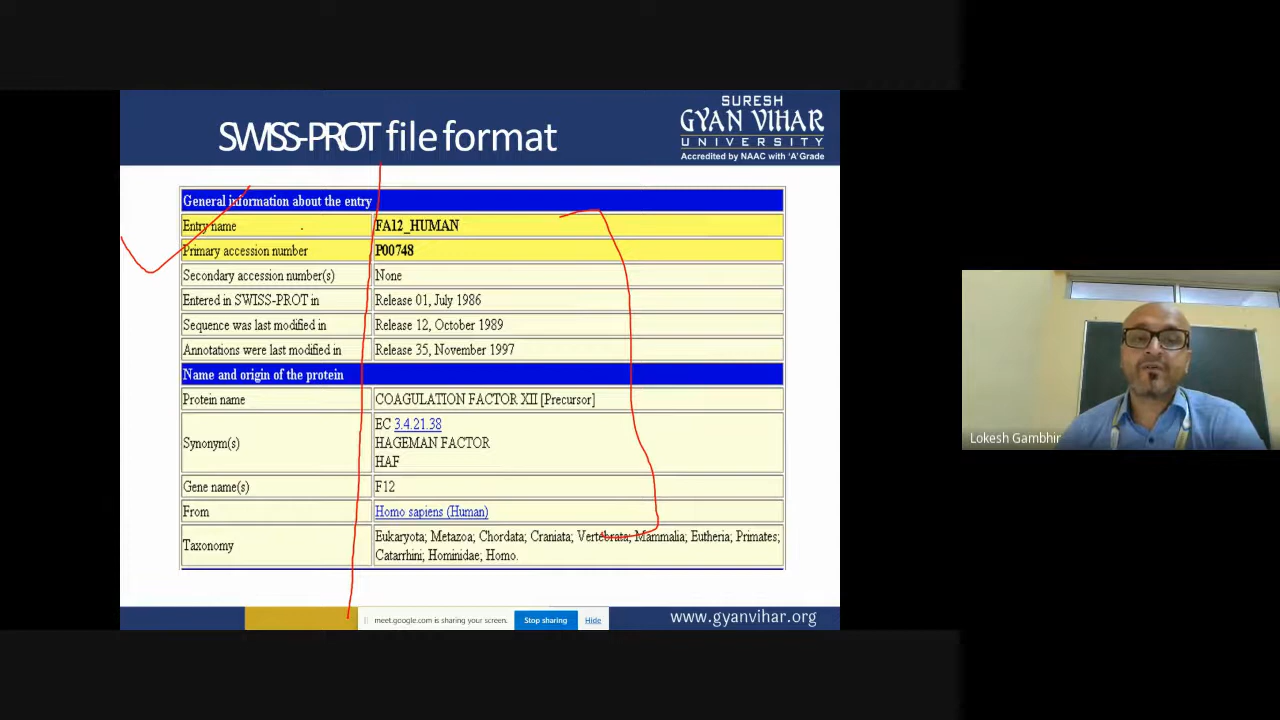 SWISS-PROT file format
SURESH
GYAN VIHAR
UNIVERSITY
Accredited by NAAC with 'A' Grade
General information about the entry
Entry name FA12_HUMAN
Primary accession number P00748
Secondary accession number(s) None
Entered in SWISS-PROT in Release 01, July 1986
Sequence was last modified in Release 12, October 1989
Annotations were last modified in Release 35, November 1997
Name and origin of the protein
Protein name COAGULATION FACTOR XII [Precursor]
Synonym(s) EC 3.4.21.38
HAGEMAN FACTOR
HAF
Gene name(s) F12
From Homo sapiens (Human)
Taxonomy Eukaryota; Metazoa; Chordata; Craniata; Vertebrata; Mammalia; Eutheria; Primates;
Catarrhini; Hominidae; Homo.
meet.google.com is sharing your screen. Stop sharing Hide
www.gyanvihar.org
Lokesh Gambhir